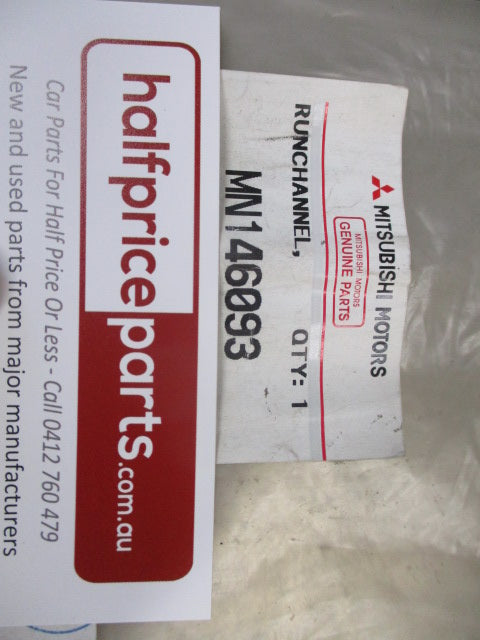 MITSUBISHI MOTORS
MITSUBISHI MOTORS
GENUINE PARTS
RUNCHANNEL, QTY: 1
MN146093
halfpriceparts.com.au
Car Parts For Half Price Or Less - Call 0412 760 479
New and used parts from major manufacturers